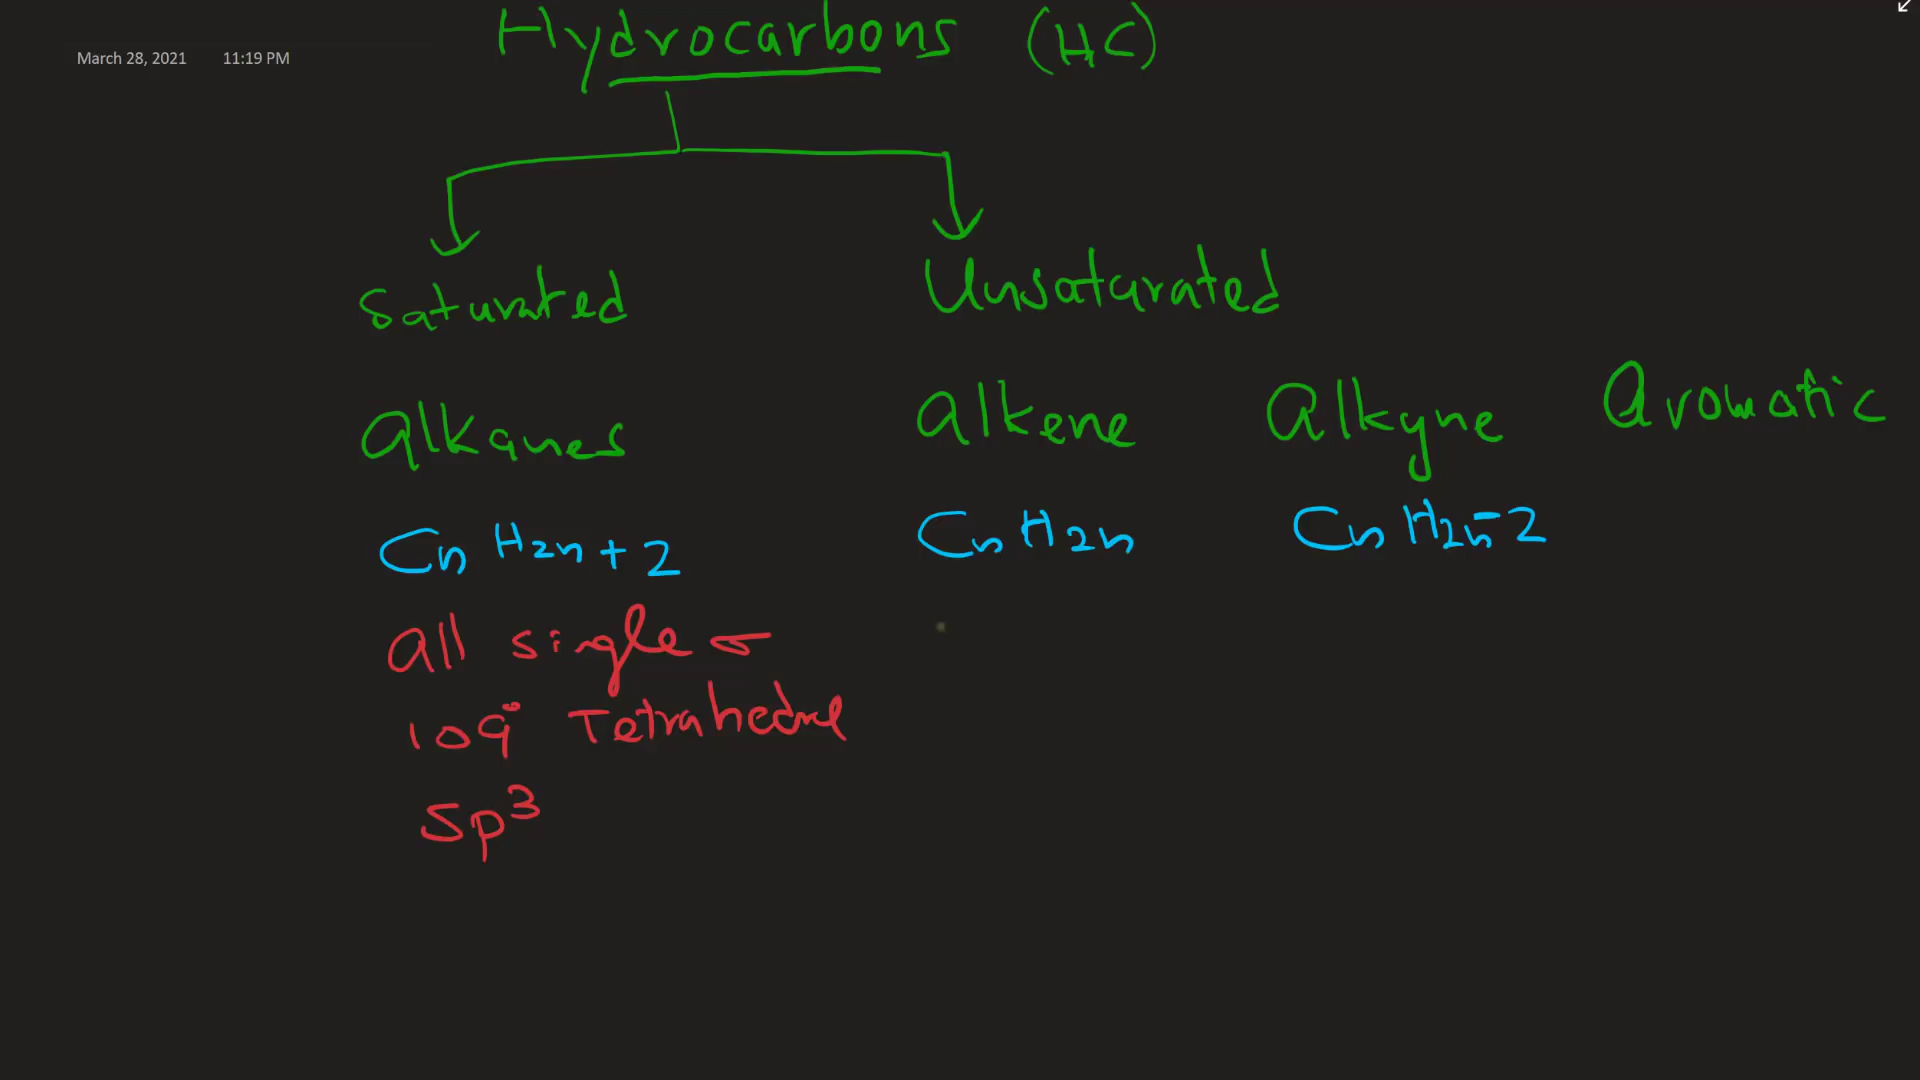 Hydrocarbons (HC)
March 28, 2021 11:19 PM
Saturated Unsaturated
Alkanes Alkene Alkyne Aromatic
CnH2n+2 CnH2n CnH2n-2
All single σ
109° Tetrahedral
Sp³